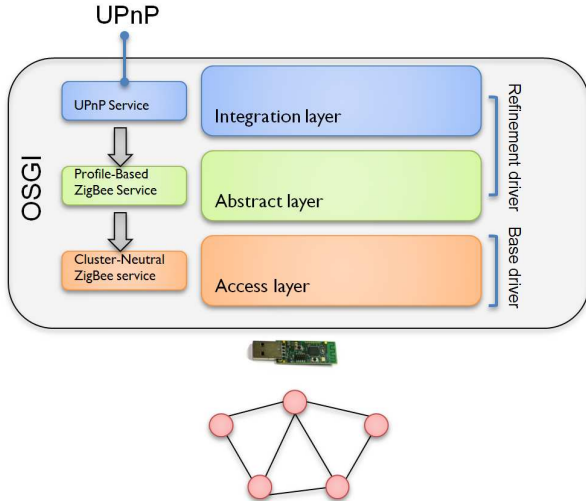 UPnP
OSGI
UPnP Service
Integration layer
Refinement driver
Profile-Based
ZigBee Service
Abstract layer
Cluster-Neutral
ZigBee service
Access layer
Base driver